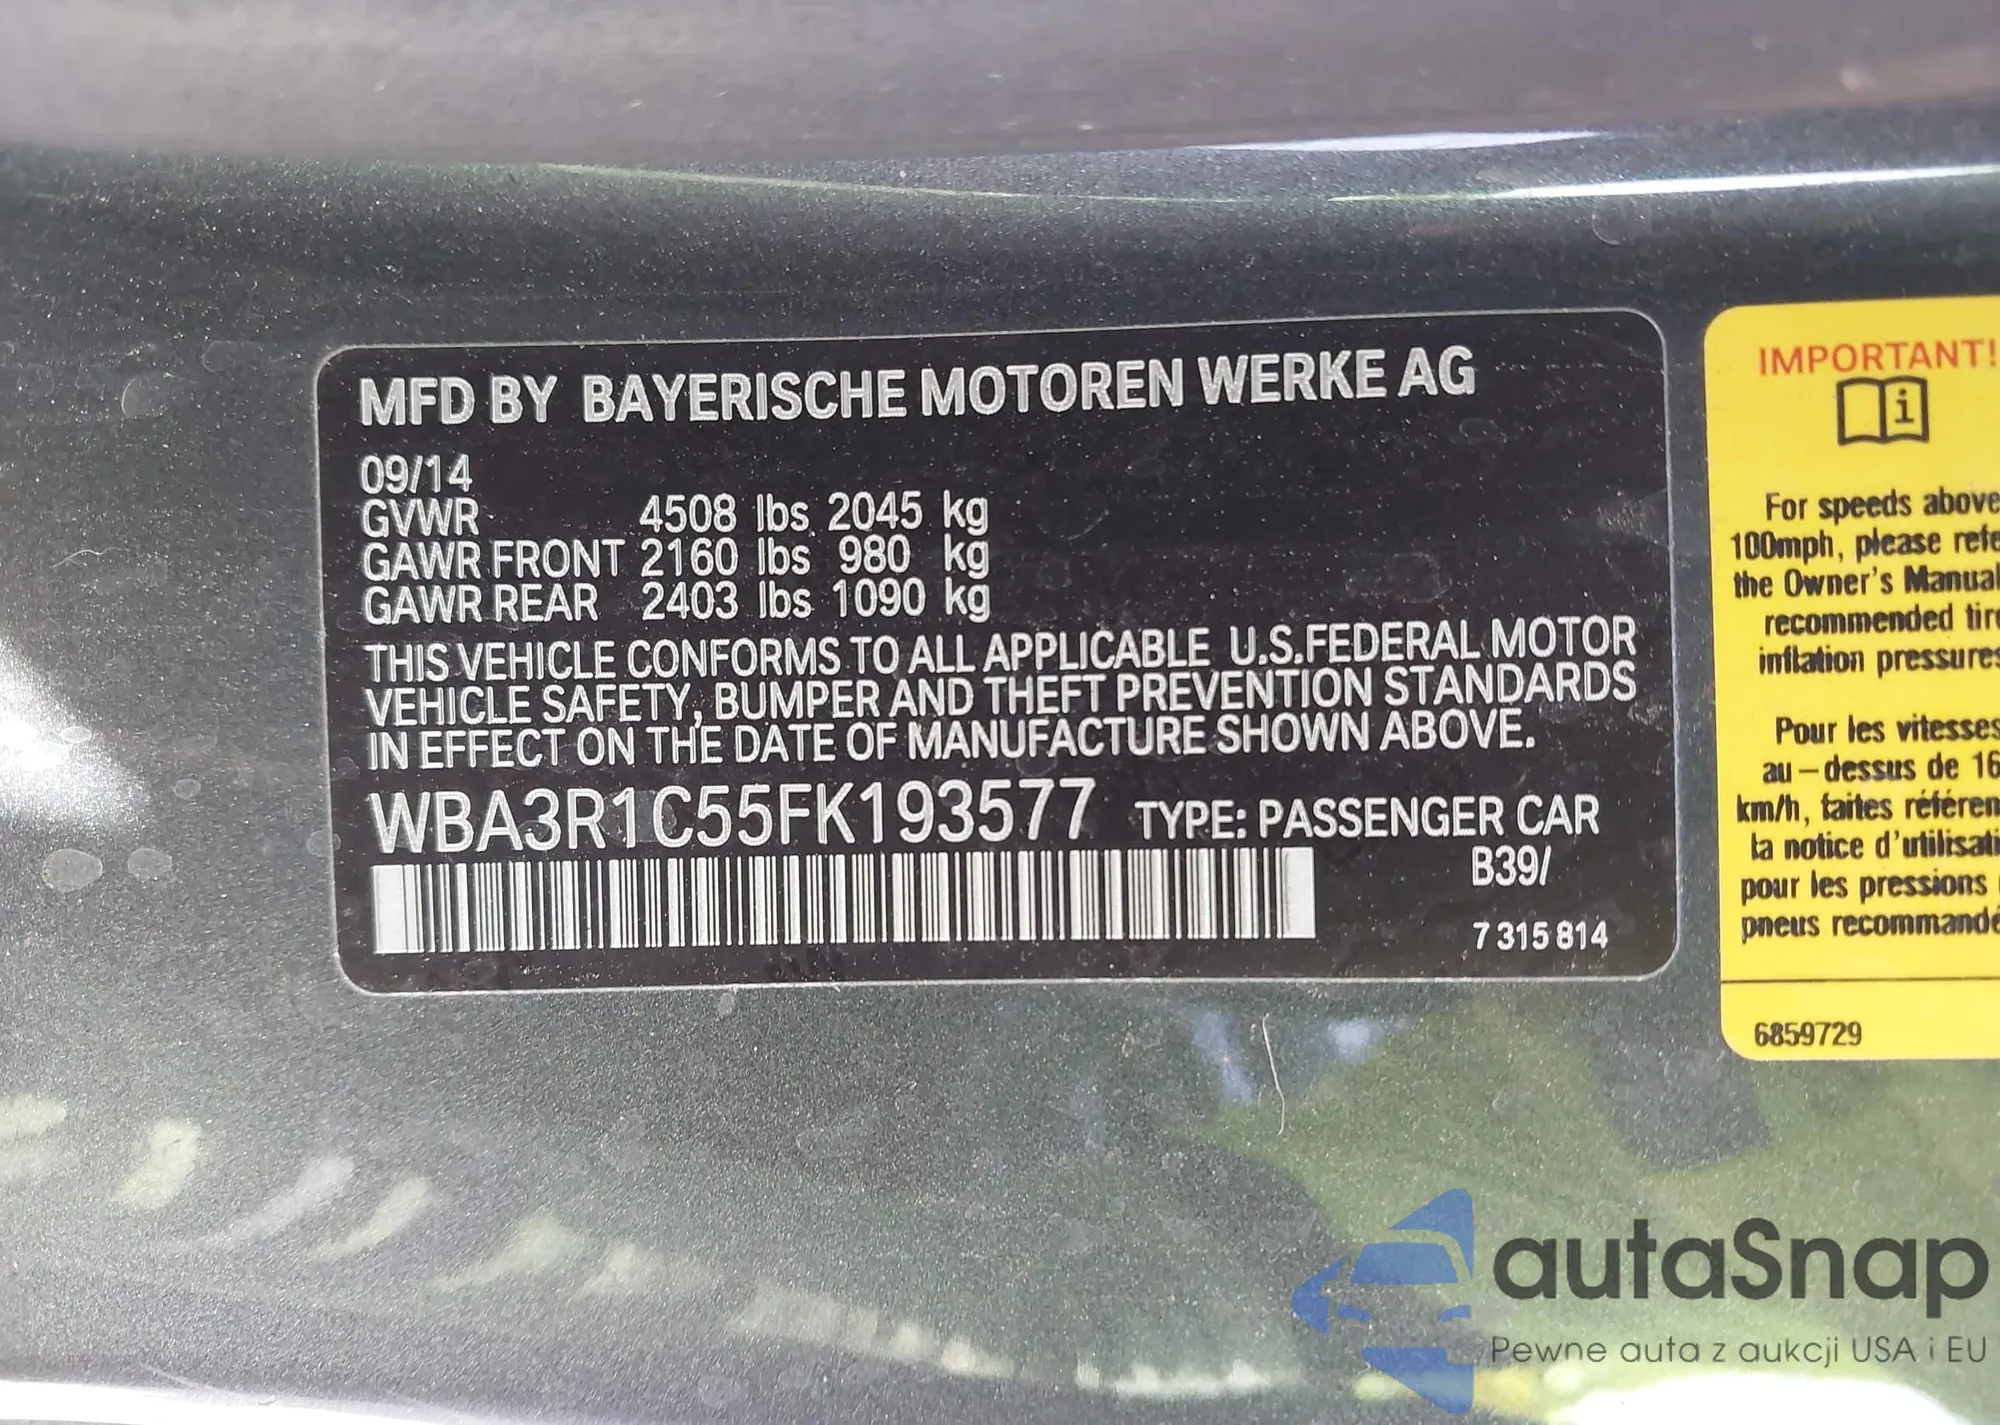 MFD BY BAYERISCHE MOTOREN WERKE AG
09/14
GVWR 4508 lbs 2045 kg
GAWR FRONT 2160 lbs 980 kg
GAWR REAR 2403 lbs 1090 kg
THIS VEHICLE CONFORMS TO ALL APPLICABLE U.S.FEDERAL MOTOR
VEHICLE SAFETY, BUMPER AND THEFT PREVENTION STANDARDS
IN EFFECT ON THE DATE OF MANUFACTURE SHOWN ABOVE.
WBA3R1C55FK193577 TYPE: PASSENGER CAR
B39/
7 315 814
IMPORTANT!
i
For speeds above
100mph, please refe
the Owner's Manual
recommended tire
inflation pressures
Pour les vitesses
au-dessus de 16
km/h, faites référen
la notice d'utilisati
pour les pressions
pneus recommandé
6859729
autaSnap
Pewne auta z aukcji USA i EU